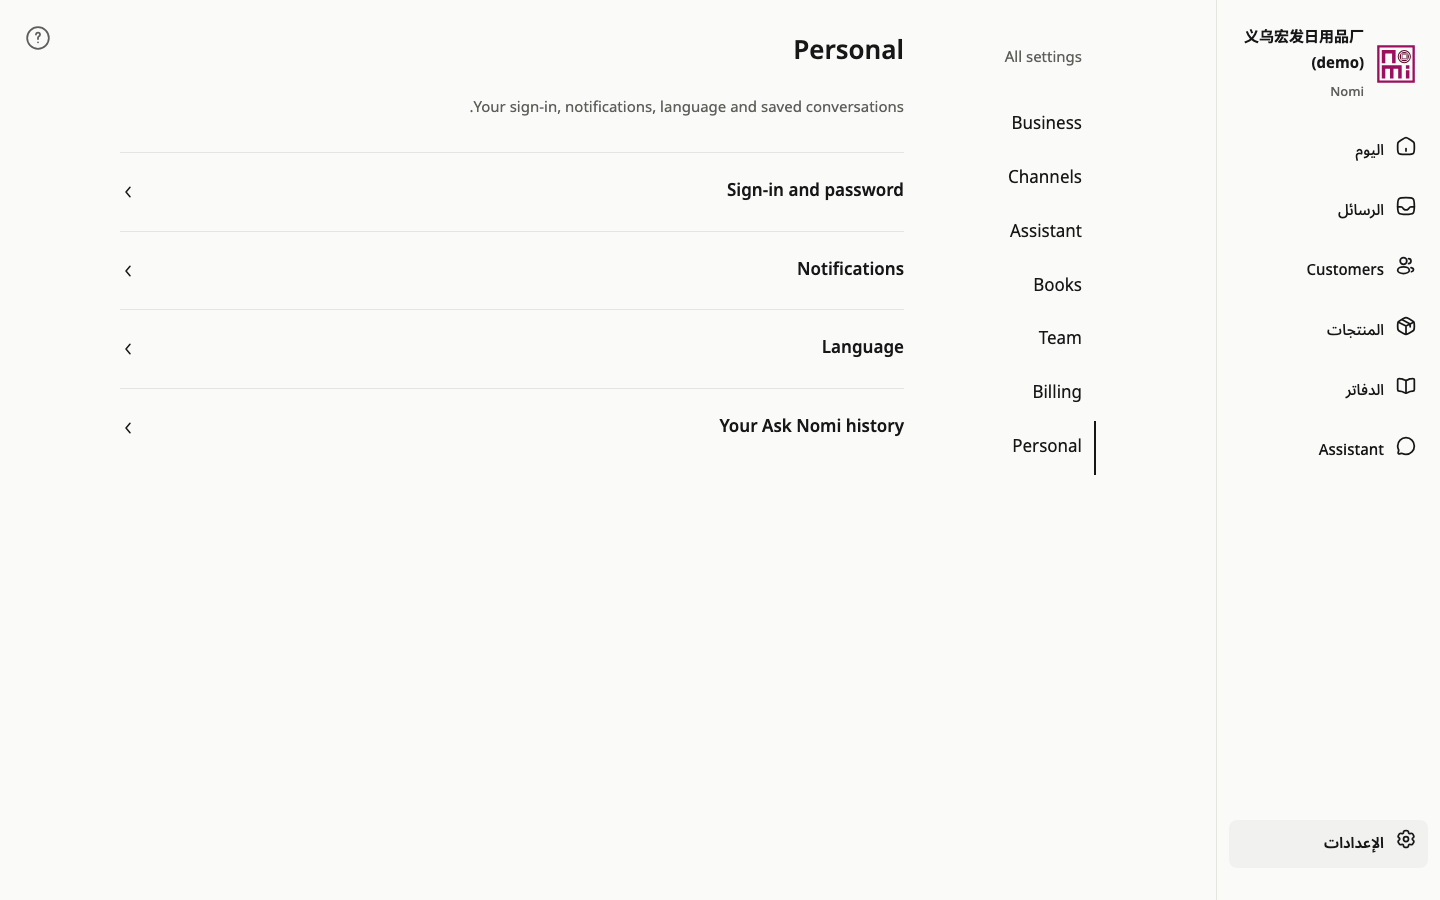 义乌宏发日用品厂
(demo)
Nomi
اليوم
الرسائل
Customers
المنتجات
الدفاتر
Assistant
الإعدادات
All settings
Business
Channels
Assistant
Books
Team
Billing
Personal
Personal
.Your sign-in, notifications, language and saved conversations
Sign-in and password
Notifications
Language
Your Ask Nomi history